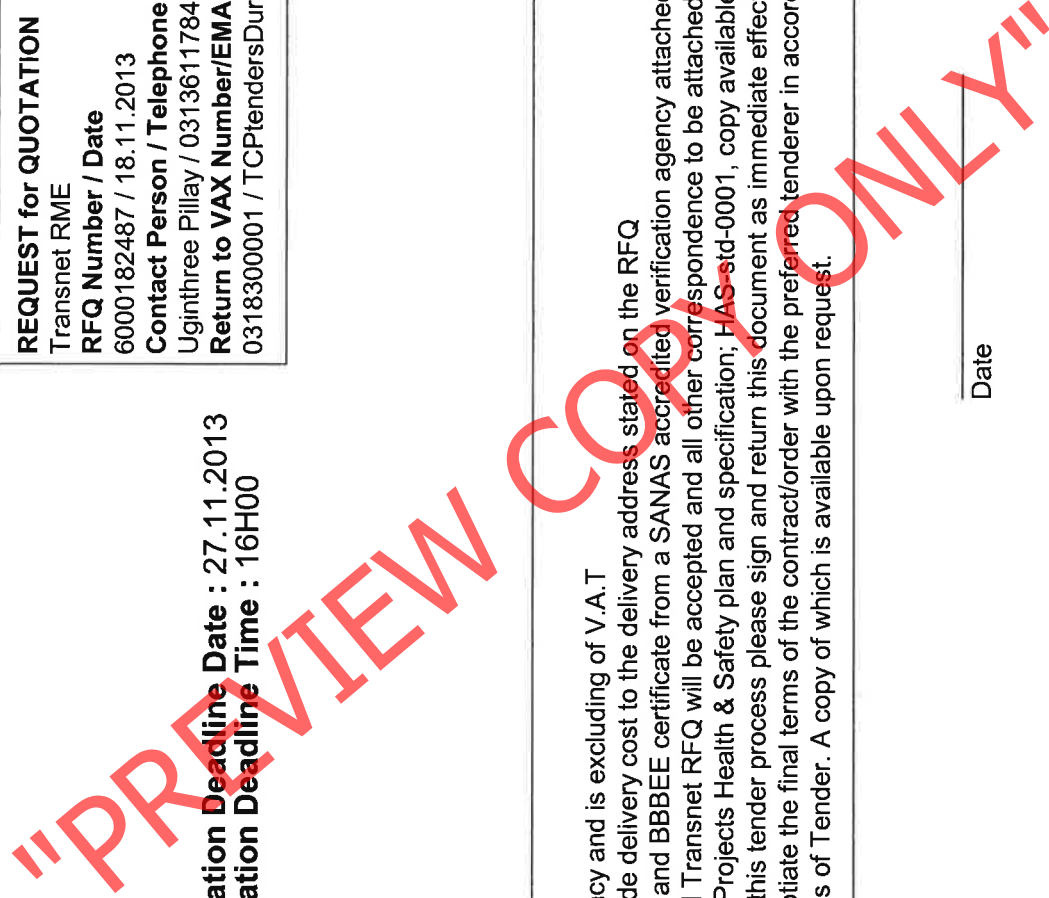 REQUEST for QUOTATION
Transnet RME
RFQ Number / Date
6000182487 / 18.11.2013
Contact Person / Telephone
Uginthree Pillay / 0313611784
Return to VAX Number/EMA
0318300001 / TCPtendersDur
ation Deadline Date : 27.11.2013
ation Deadline Time : 16H00
cy and is excluding of V.A.T
de delivery cost to the delivery address stated on the RFQ
and BBBEE certificate from a SANAS accredited verification agency attached
l Transnet RFQ will be accepted and all other correspondence to be attached
Projects Health & Safety plan and specification; HAS-std-0001, copy available
this tender process please sign and return this document as immediate effec
otiate the final terms of the contract/order with the preferred tenderer in accor
s of Tender. A copy of which is available upon request.
Date
"PREVIEW COPY ONLY"